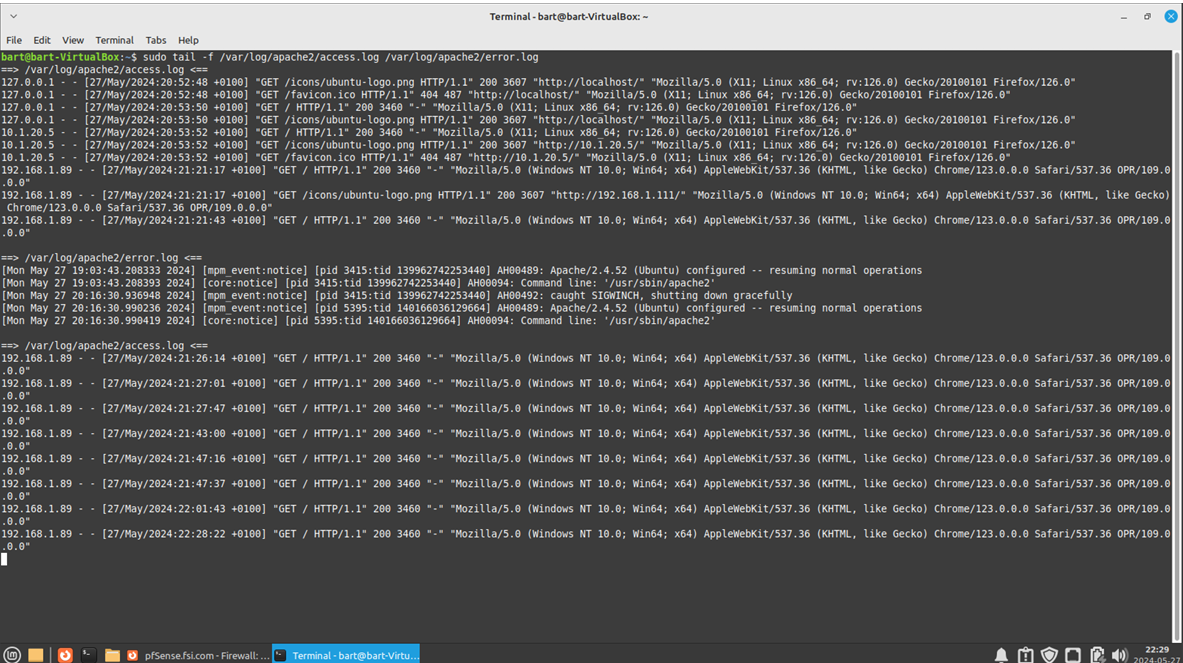 Terminal - bart@bart-VirtualBox: ~
File Edit View Terminal Tabs Help
bart@bart-VirtualBox:~$ sudo tail -f /var/log/apache2/access.log /var/log/apache2/error.log
==> /var/log/apache2/access.log <==
127.0.0.1 - - [27/May/2024:20:52:48 +0100] "GET /icons/ubuntu-logo.png HTTP/1.1" 200 3607 "http://localhost/" "Mozilla/5.0 (X11; Linux x86_64; rv:126.0) Gecko/20100101 Firefox/126.0"
127.0.0.1 - - [27/May/2024:20:52:48 +0100] "GET /favicon.ico HTTP/1.1" 404 487 "http://localhost/" "Mozilla/5.0 (X11; Linux x86_64; rv:126.0) Gecko/20100101 Firefox/126.0"
127.0.0.1 - - [27/May/2024:20:53:50 +0100] "GET / HTTP/1.1" 200 3460 "-" "Mozilla/5.0 (X11; Linux x86_64; rv:126.0) Gecko/20100101 Firefox/126.0"
127.0.0.1 - - [27/May/2024:20:53:50 +0100] "GET /icons/ubuntu-logo.png HTTP/1.1" 200 3607 "http://localhost/" "Mozilla/5.0 (X11; Linux x86_64; rv:126.0) Gecko/20100101 Firefox/126.0"
10.1.20.5 - - [27/May/2024:20:53:52 +0100] "GET / HTTP/1.1" 200 3460 "-" "Mozilla/5.0 (X11; Linux x86_64; rv:126.0) Gecko/20100101 Firefox/126.0"
10.1.20.5 - - [27/May/2024:20:53:52 +0100] "GET /icons/ubuntu-logo.png HTTP/1.1" 200 3607 "http://10.1.20.5/" "Mozilla/5.0 (X11; Linux x86_64; rv:126.0) Gecko/20100101 Firefox/126.0"
10.1.20.5 - - [27/May/2024:20:53:52 +0100] "GET /favicon.ico HTTP/1.1" 404 487 "http://10.1.20.5/" "Mozilla/5.0 (X11; Linux x86_64; rv:126.0) Gecko/20100101 Firefox/126.0"
192.168.1.89 - - [27/May/2024:21:21:17 +0100] "GET / HTTP/1.1" 200 3460 "-" "Mozilla/5.0 (Windows NT 10.0; Win64; x64) AppleWebKit/537.36 (KHTML, like Gecko) Chrome/123.0.0.0 Safari/537.36 OPR/109.0
.0.0"
192.168.1.89 - - [27/May/2024:21:21:17 +0100] "GET /icons/ubuntu-logo.png HTTP/1.1" 200 3607 "http://192.168.1.111/" "Mozilla/5.0 (Windows NT 10.0; Win64; x64) AppleWebKit/537.36 (KHTML, like Gecko)
Chrome/123.0.0.0 Safari/537.36 OPR/109.0.0.0"
192.168.1.89 - - [27/May/2024:21:21:43 +0100] "GET / HTTP/1.1" 200 3460 "-" "Mozilla/5.0 (Windows NT 10.0; Win64; x64) AppleWebKit/537.36 (KHTML, like Gecko) Chrome/123.0.0.0 Safari/537.36 OPR/109.0
.0.0"
==> /var/log/apache2/error.log <==
[Mon May 27 19:03:43.208333 2024] [mpm_event:notice] [pid 3415:tid 139962742253440] AH00489: Apache/2.4.52 (Ubuntu) configured -- resuming normal operations
[Mon May 27 19:03:43.208393 2024] [core:notice] [pid 3415:tid 139962742253440] AH00094: Command line: '/usr/sbin/apache2'
[Mon May 27 20:16:30.936948 2024] [mpm_event:notice] [pid 3415:tid 139962742253440] AH00492: caught SIGWINCH, shutting down gracefully
[Mon May 27 20:16:30.990236 2024] [mpm_event:notice] [pid 5395:tid 140166036129664] AH00489: Apache/2.4.52 (Ubuntu) configured -- resuming normal operations
[Mon May 27 20:16:30.990419 2024] [core:notice] [pid 5395:tid 140166036129664] AH00094: Command line: '/usr/sbin/apache2'
==> /var/log/apache2/access.log <==
192.168.1.89 - - [27/May/2024:21:26:14 +0100] "GET / HTTP/1.1" 200 3460 "-" "Mozilla/5.0 (Windows NT 10.0; Win64; x64) AppleWebKit/537.36 (KHTML, like Gecko) Chrome/123.0.0.0 Safari/537.36 OPR/109.0
.0.0"
192.168.1.89 - - [27/May/2024:21:27:01 +0100] "GET / HTTP/1.1" 200 3460 "-" "Mozilla/5.0 (Windows NT 10.0; Win64; x64) AppleWebKit/537.36 (KHTML, like Gecko) Chrome/123.0.0.0 Safari/537.36 OPR/109.0
.0.0"
192.168.1.89 - - [27/May/2024:21:27:47 +0100] "GET / HTTP/1.1" 200 3460 "-" "Mozilla/5.0 (Windows NT 10.0; Win64; x64) AppleWebKit/537.36 (KHTML, like Gecko) Chrome/123.0.0.0 Safari/537.36 OPR/109.0
.0.0"
192.168.1.89 - - [27/May/2024:21:43:00 +0100] "GET / HTTP/1.1" 200 3460 "-" "Mozilla/5.0 (Windows NT 10.0; Win64; x64) AppleWebKit/537.36 (KHTML, like Gecko) Chrome/123.0.0.0 Safari/537.36 OPR/109.0
.0.0"
192.168.1.89 - - [27/May/2024:21:47:16 +0100] "GET / HTTP/1.1" 200 3460 "-" "Mozilla/5.0 (Windows NT 10.0; Win64; x64) AppleWebKit/537.36 (KHTML, like Gecko) Chrome/123.0.0.0 Safari/537.36 OPR/109.0
.0.0"
192.168.1.89 - - [27/May/2024:21:47:37 +0100] "GET / HTTP/1.1" 200 3460 "-" "Mozilla/5.0 (Windows NT 10.0; Win64; x64) AppleWebKit/537.36 (KHTML, like Gecko) Chrome/123.0.0.0 Safari/537.36 OPR/109.0
.0.0"
192.168.1.89 - - [27/May/2024:22:01:43 +0100] "GET / HTTP/1.1" 200 3460 "-" "Mozilla/5.0 (Windows NT 10.0; Win64; x64) AppleWebKit/537.36 (KHTML, like Gecko) Chrome/123.0.0.0 Safari/537.36 OPR/109.0
.0.0"
192.168.1.89 - - [27/May/2024:22:28:22 +0100] "GET / HTTP/1.1" 200 3460 "-" "Mozilla/5.0 (Windows NT 10.0; Win64; x64) AppleWebKit/537.36 (KHTML, like Gecko) Chrome/123.0.0.0 Safari/537.36 OPR/109.0
.0.0"
pfSense.fsi.com - Firewall: ...
Terminal - bart@bart-Virtu...
22:29
2024-05-27